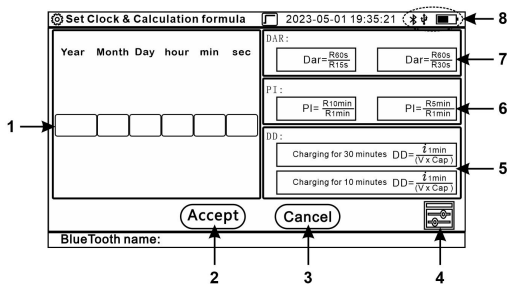 Set Clock & Calculation formula 2023-05-01 19:35:21 8
Year Month Day hour min sec
DAR:
Dar=R60s/R15s Dar=R60s/R30s 7
PI:
PI=R10min/R1min PI=R5min/R1min 6
1
DD:
Charging for 30 minutes DD=i1min/(V x Cap)
5
Charging for 10 minutes DD=i1min/(V x Cap)
Accept Cancel
BlueTooth name:
2 3 4